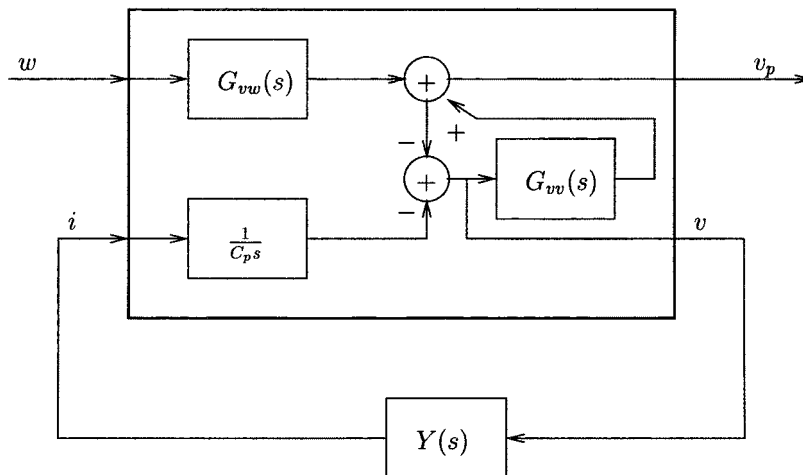 w
G_{vw}(s)
+
v_p
−
+
+
G_{vv}(s)
−
i
\frac{1}{C_p s}
v
Y(s)